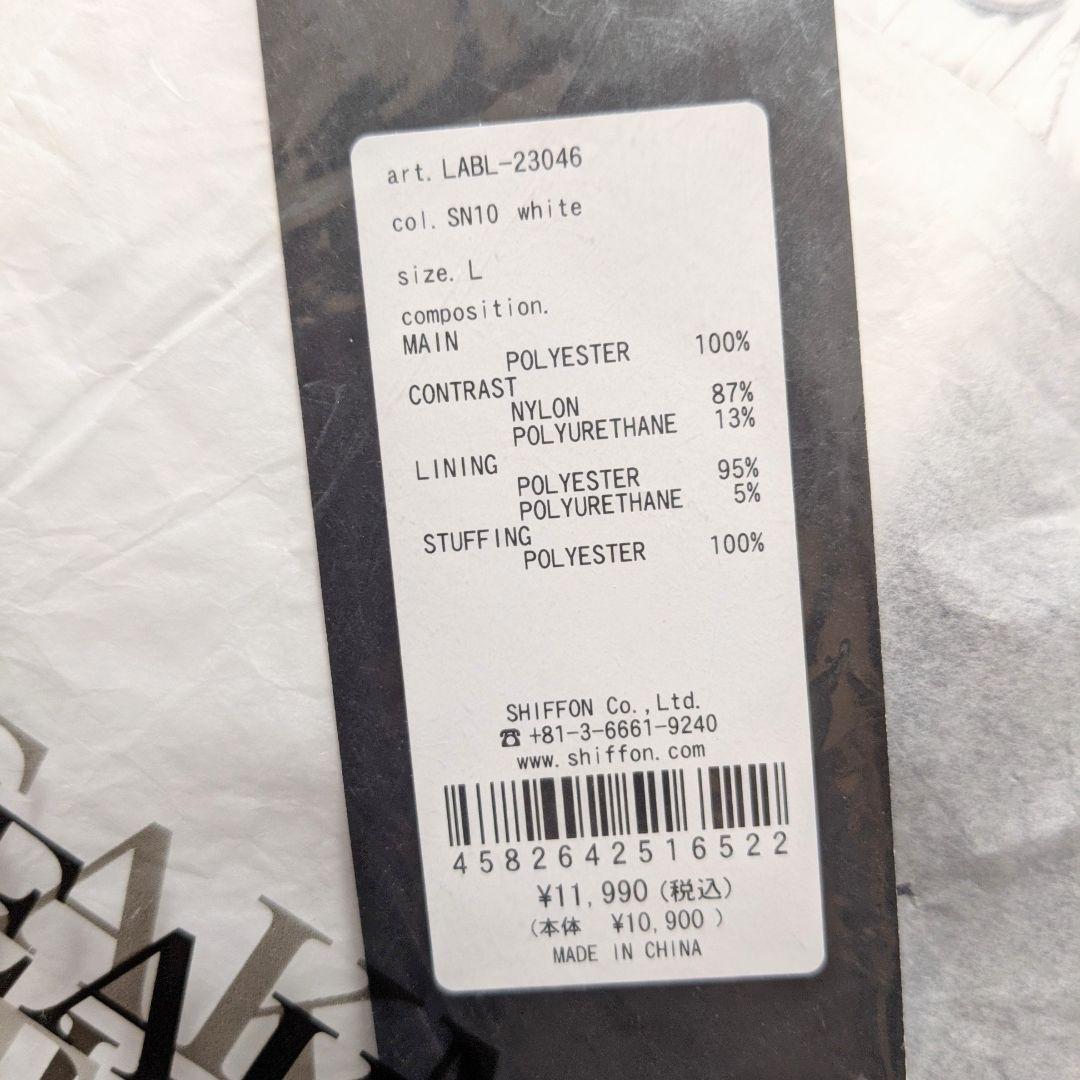 art. LABL-23046
col. SN10 white
size. L
composition.
MAIN
POLYESTER 100%
CONTRAST
NYLON 87%
POLYURETHANE 13%
LINING
POLYESTER 95%
POLYURETHANE 5%
STUFFING
POLYESTER 100%
SHIFFON Co.,Ltd.
☎ +81-3-6661-9240
www.shiffon.com
4582642516522
¥11,990(税込)
(本体 ¥10,900 )
MADE IN CHINA